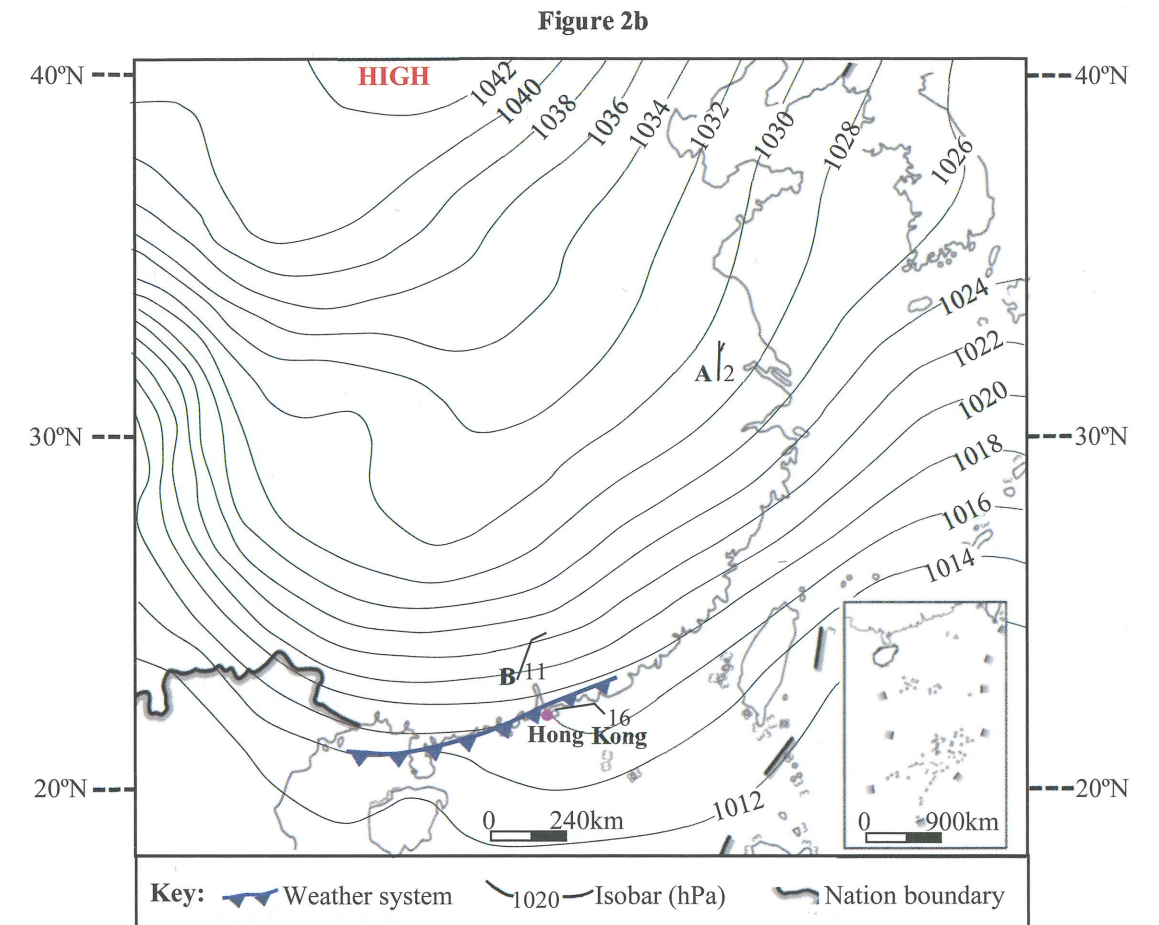 Figure 2b
40ºN
HIGH
1042
1040
1038
1036
1034
1032
1030
1028
1026
40ºN
1024
A 2
1022
1020
30ºN
30ºN
1018
1016
1014
B 11
16
Hong Kong
20ºN
1012
20ºN
0 240km
0 900km
Key: Weather system 1020 Isobar (hPa) Nation boundary